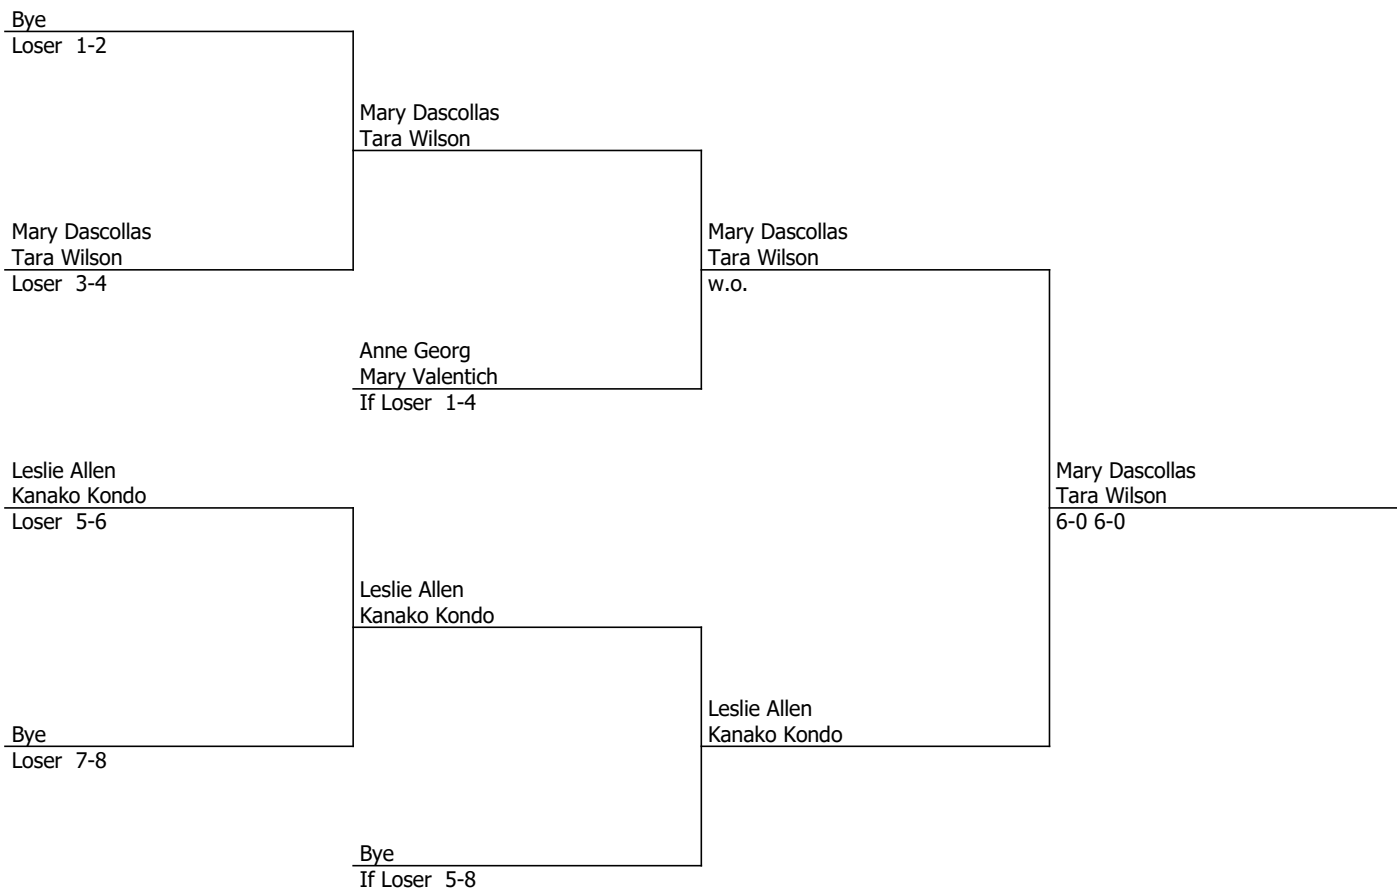 Bye
Loser 1-2
Mary Dascollas
Tara Wilson
Mary Dascollas
Tara Wilson
Loser 3-4
Mary Dascollas
Tara Wilson
w.o.
Anne Georg
Mary Valentich
If Loser 1-4
Leslie Allen
Kanako Kondo
Loser 5-6
Mary Dascollas
Tara Wilson
6-0 6-0
Leslie Allen
Kanako Kondo
Bye
Loser 7-8
Leslie Allen
Kanako Kondo
Bye
If Loser 5-8